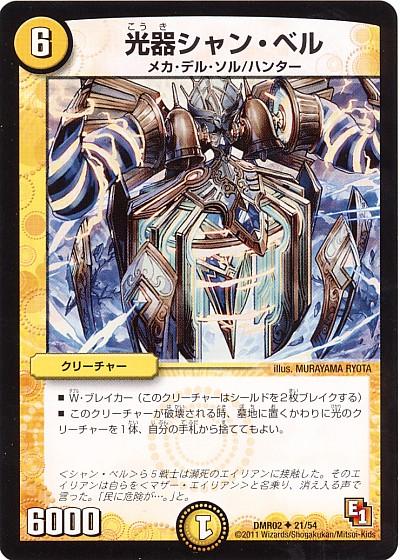 6
こうき
光器シャン・ベル
メカ・デル・ソル/ハンター
illus. MURAYAMA RYOTA
クリーチャー
■ W・ブレイカー (このクリーチャーはシールドを2枚ブレイクする)
■ このクリーチャーが破壊される時、墓地に置くかわりに光のク
リーチャーを1体、自分の手札から捨ててもよい。
<シャン・ベル>ら5戦士は瀕死のエイリアンに接触した。そのエ
イリアンは自らを<マザー・エイリアン>と名乗り、消え入る声で
言った。「民に危険が…。」と。
6000
1
E1
DMR02 ◆ 21/54
©2011 Wizards/Shogakukan/Mitsui-Kids